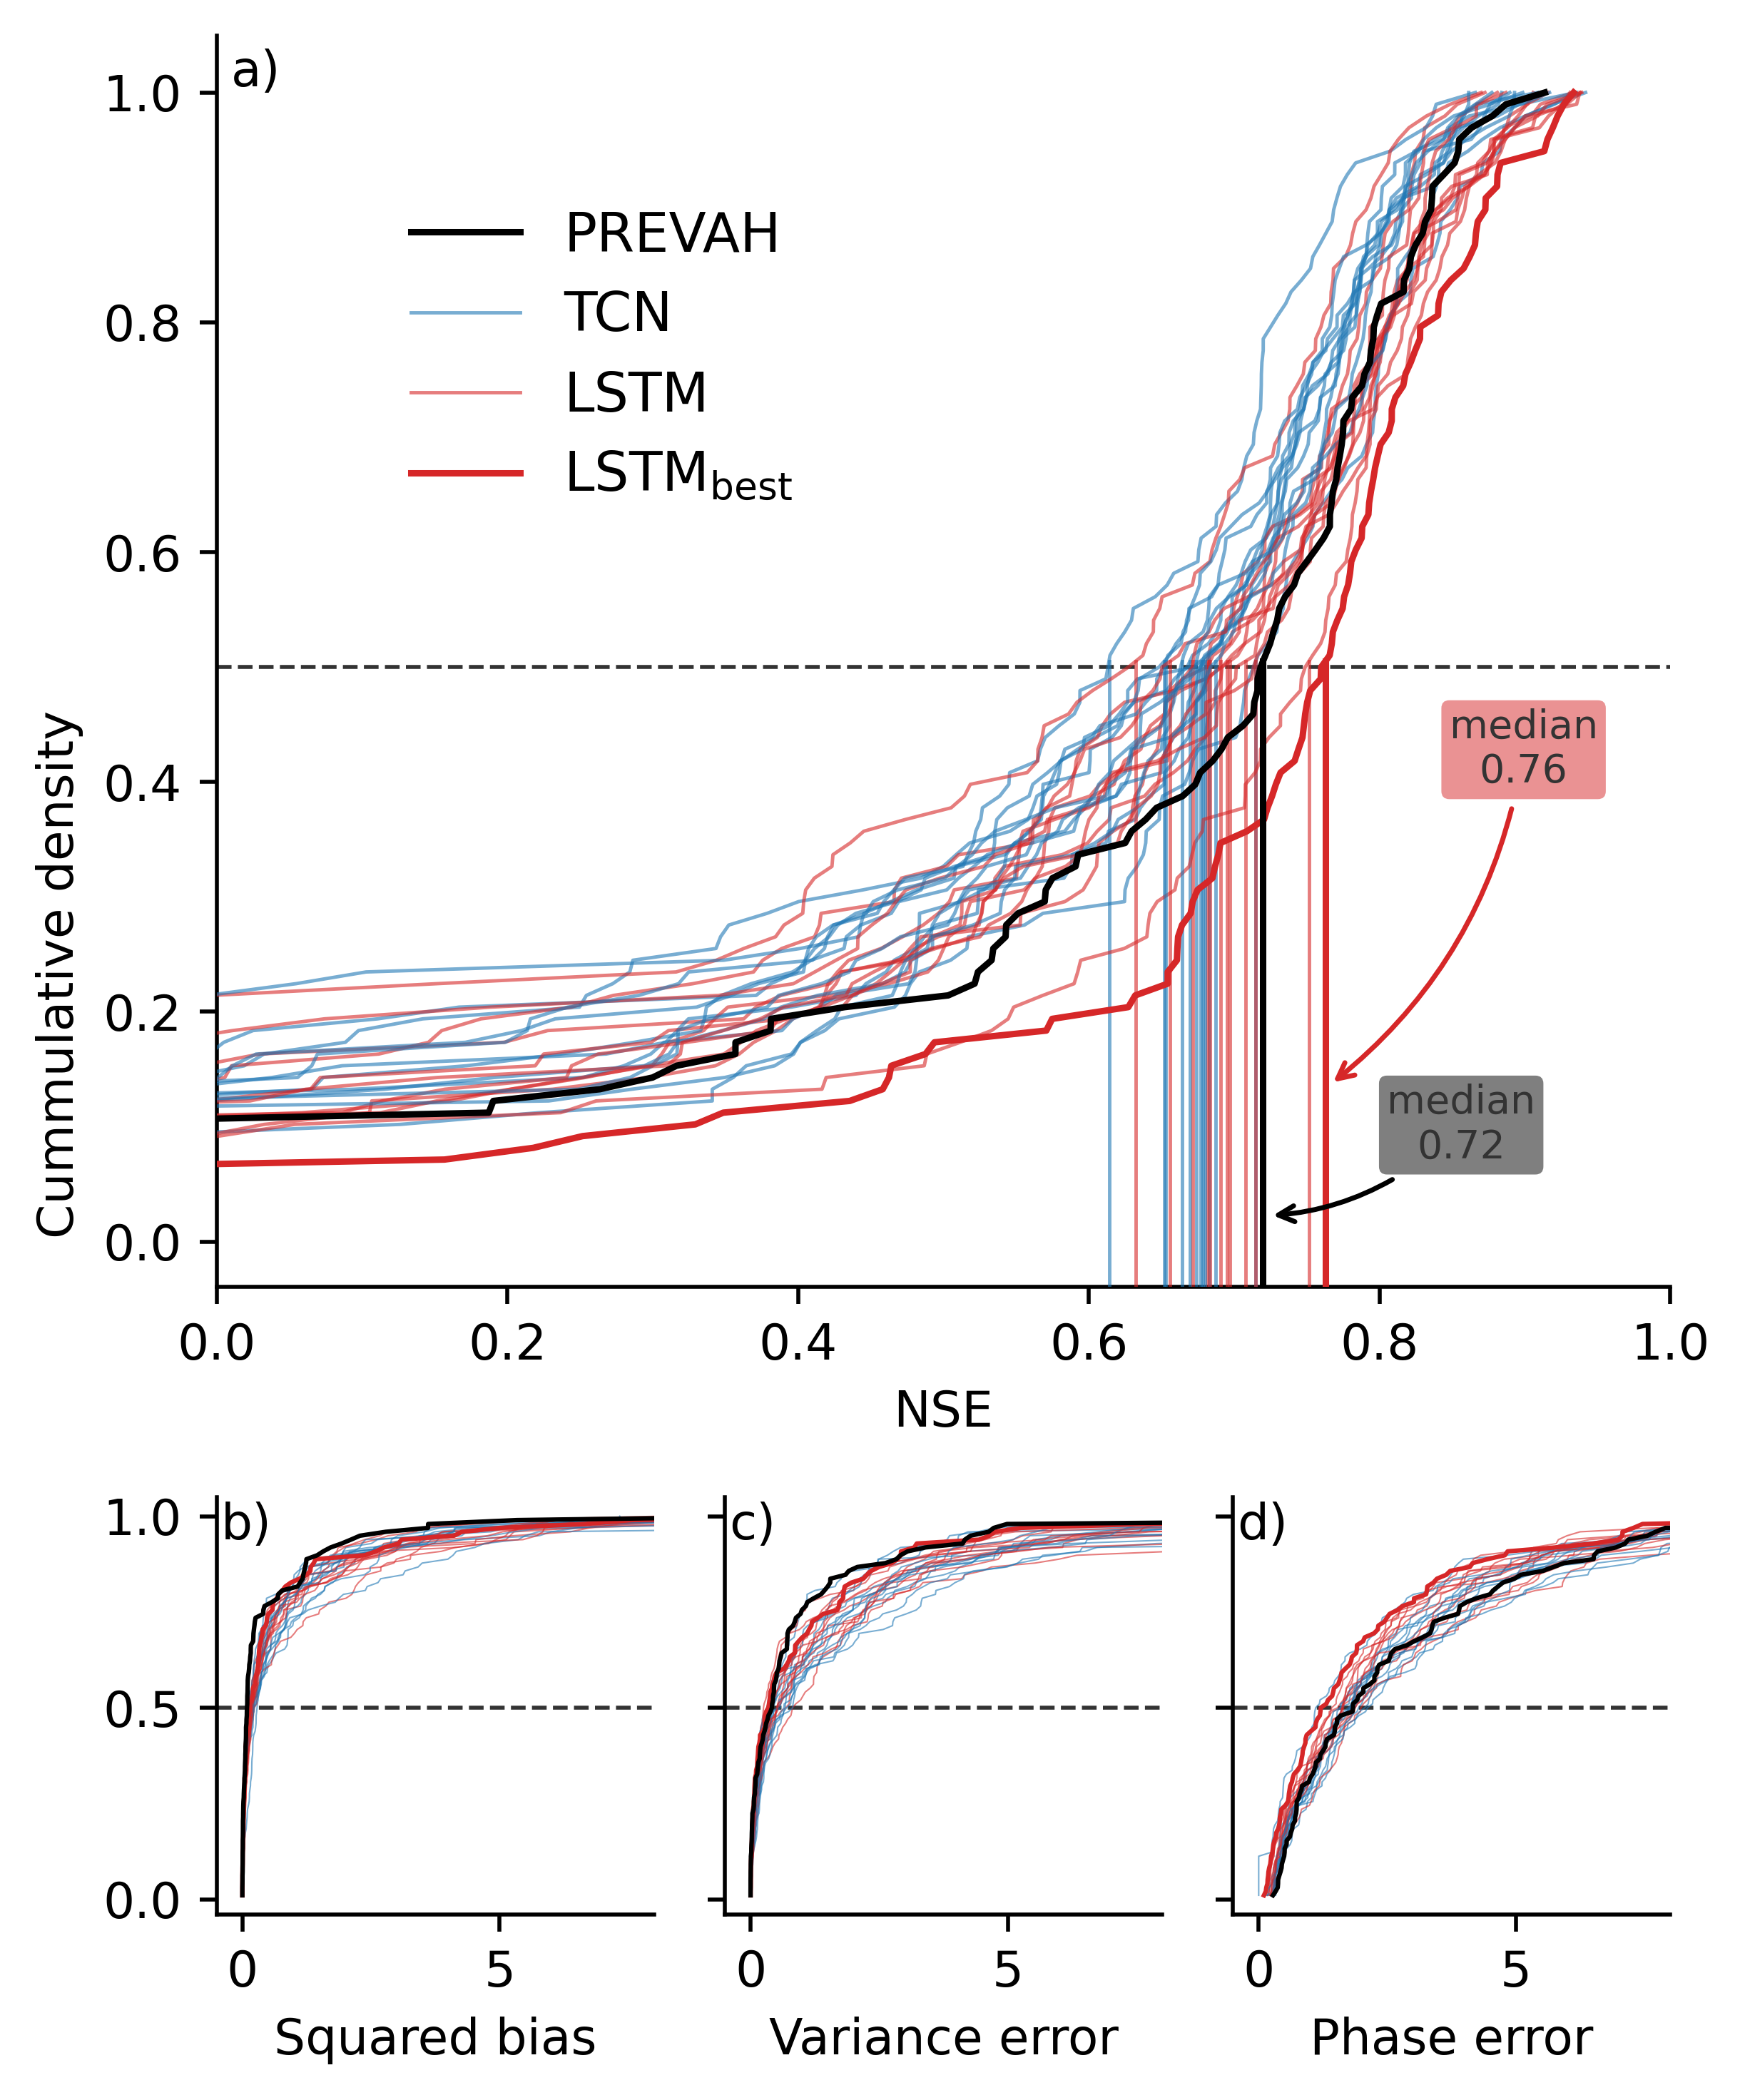 a)
1.0
0.8
0.6
0.4
0.2
0.0
Cummulative density
PREVAH
TCN
LSTM
LSTMbest
median
0.76
median
0.72
0.0 0.2 0.4 0.6 0.8 1.0
NSE
b) c) d)
1.0
0.5
0.0
0 5 0 5 0 5
Squared bias Variance error Phase error